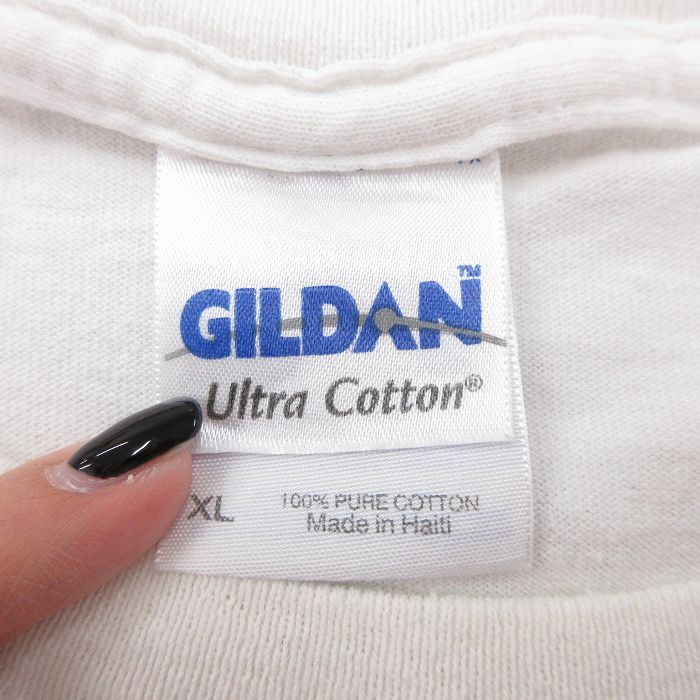 GILDAN™
Ultra Cotton®
XL
100% PURE COTTON
Made in Haiti